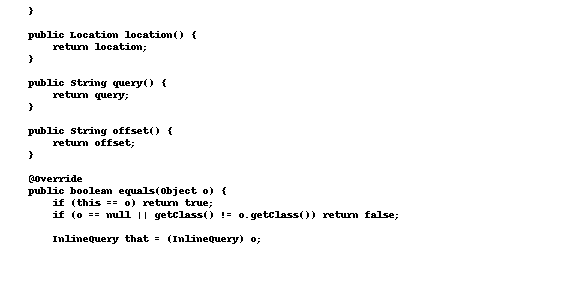 }

public Location location() {
    return location;
}

public String query() {
    return query;
}

public String offset() {
    return offset;
}

@Override
public boolean equals(Object o) {
    if (this == o) return true;
    if (o == null || getClass() != o.getClass()) return false;

    InlineQuery that = (InlineQuery) o;